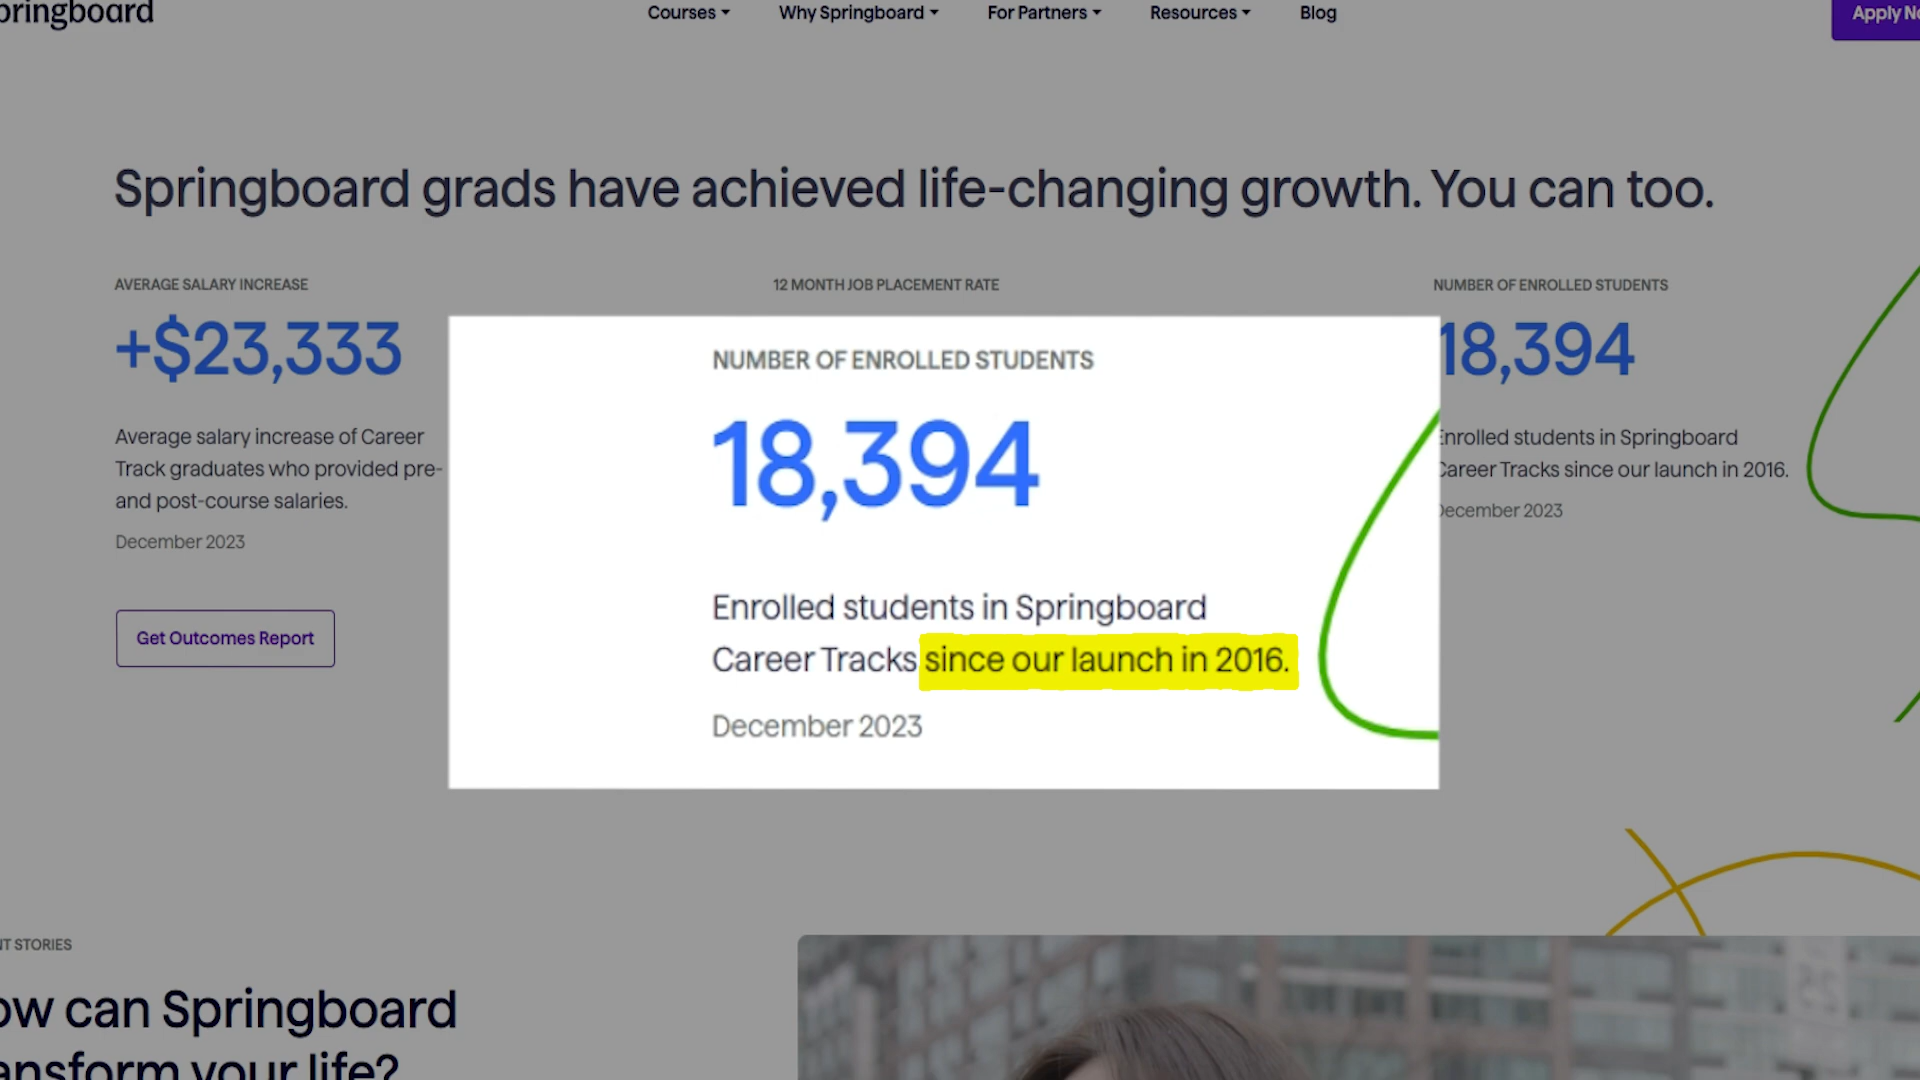 pringboard
Courses
Why Springboard
For Partners
Resources
Blog
Apply N
Springboard grads have achieved life-changing growth. You can too.
AVERAGE SALARY INCREASE
+$23,333
Average salary increase of Career
Track graduates who provided pre-
and post-course salaries.
December 2023
Get Outcomes Report
12 MONTH JOB PLACEMENT RATE
NUMBER OF ENROLLED STUDENTS
18,394
Enrolled students in Springboard
Career Tracks since our launch in 2016.
December 2023
NUMBER OF ENROLLED STUDENTS
18,394
Enrolled students in Springboard
Career Tracks since our launch in 2016.
December 2023
NT STORIES
ow can Springboard
ansform your life?